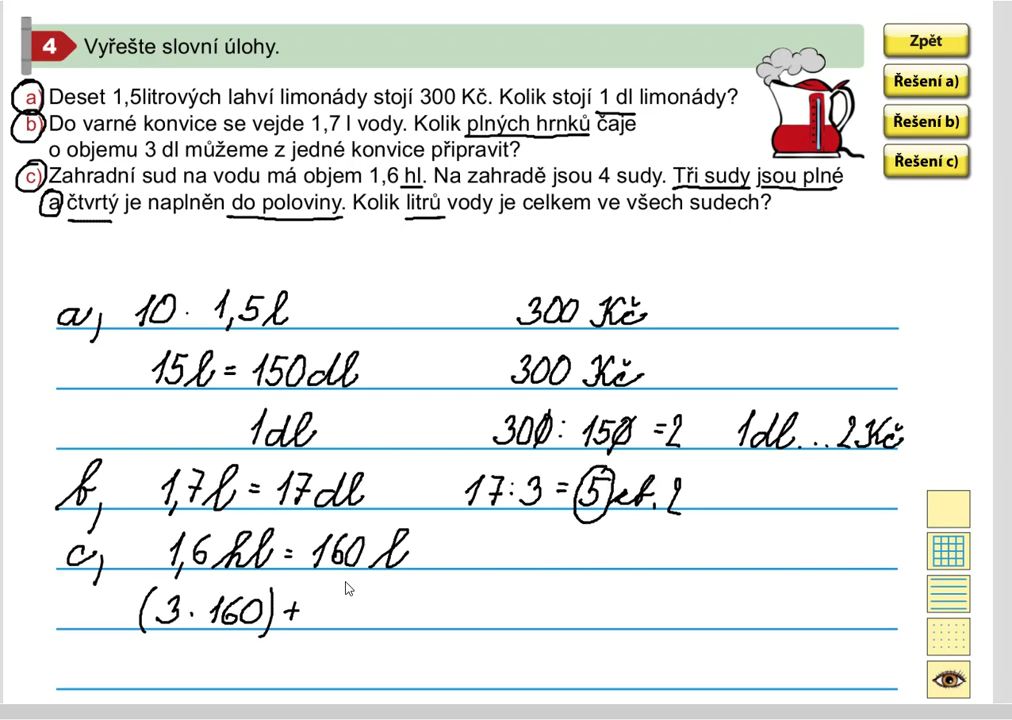 4 Vyřešte slovní úlohy.
a) Deset 1,5litrových lahví limonády stojí 300 Kč. Kolik stojí 1 dl limonády?
b) Do varné konvice se vejde 1,7 l vody. Kolik plných hrnků čaje
o objemu 3 dl můžeme z jedné konvice připravit?
c) Zahradní sud na vodu má objem 1,6 hl. Na zahradě jsou 4 sudy. Tři sudy jsou plné
a čtvrtý je naplněn do poloviny. Kolik litrů vody je celkem ve všech sudech?
Zpět
Řešení a)
Řešení b)
Řešení c)
a, 10 · 1,5 l 300 Kč
15 l = 150 dl 300 Kč
1 dl 300 : 150 = 2 1 dl ... 2 Kč
b, 1,7 l = 17 dl 17 : 3 = 5 zb. 2
c, 1,6 hl = 160 l
(3 · 160) +